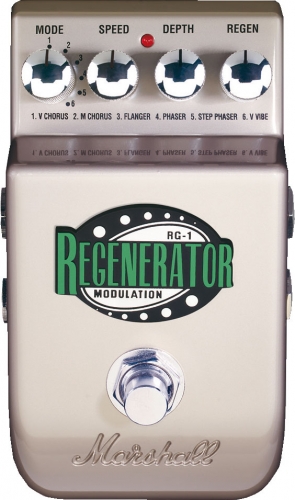 MODE SPEED DEPTH REGEN
1
2
3
4
5
6
1. V CHORUS 2. M CHORUS 3. FLANGER 4. PHASER 5. STEP PHASER 6. V VIBE
RG-1
REGENERATOR
MODULATION
Marshall